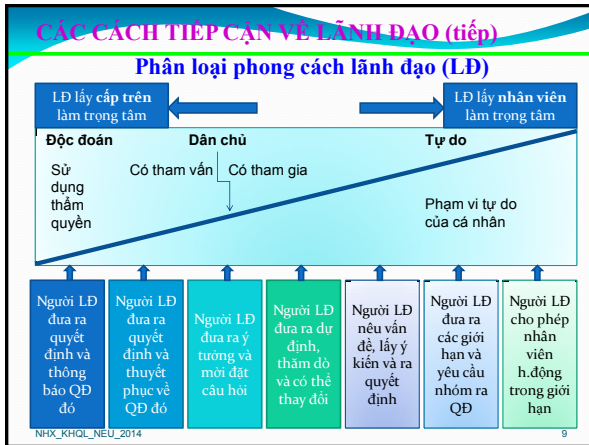 CÁC CÁCH TIẾP CẬN VỀ LÃNH ĐẠO (tiếp)
Phân loại phong cách lãnh đạo (LĐ)
LĐ lấy cấp trên
làm trọng tâm
LĐ lấy nhân viên
làm trọng tâm
Độc đoán
Dân chủ
Tự do
Sử
dụng
thẩm
quyền
Có tham vấn
Có tham gia
Phạm vi tự do
của cá nhân
Người LĐ
đưa ra
quyết
định và
thông
báo QĐ
đó
Người LĐ
đưa ra
quyết
định và
thuyết
phục về
QĐ đó
Người LĐ
đưa ra ý
tưởng và
mời đặt
câu hỏi
Người LĐ
đưa ra dự
định,
thăm dò
và có thể
thay đổi
Người LĐ
nêu vấn
đề, lấy ý
kiến và ra
quyết
định
Người LĐ
đưa ra
các giới
hạn và
yêu cầu
nhóm ra
QĐ
Người LĐ
cho phép
nhân
viên
h.động
trong giới
hạn
NHX_KHQL_NEU_2014
9